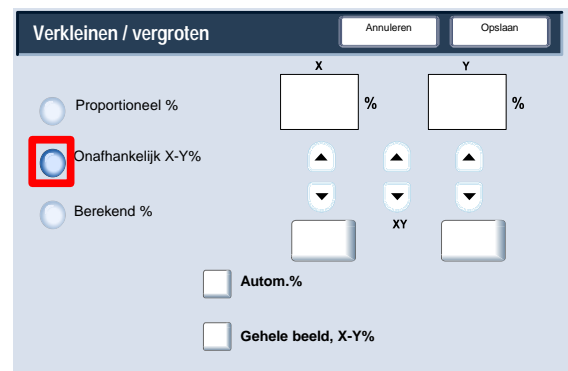 Verkleinen / vergroten
Annuleren
Opslaan
X
Y
Proportioneel %
%
%
Onafhankelijk X-Y%
Berekend %
XY
Autom.%
Gehele beeld, X-Y%